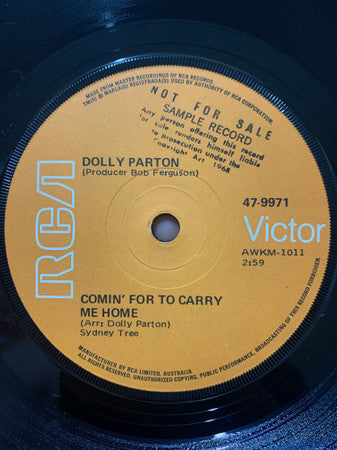 MADE FROM MASTER RECORDINGS OF RCA RECORDS
TM(S) ® MARCA(S) REGISTRADA(S) BY AUTHORITY OF RCA CORPORATION
NOT FOR SALE
SAMPLE RECORD
Any person offering this record
for sale renders himself liable
to prosecution under the
Copyright Act 1968
DOLLY PARTON
(Producer Bob Ferguson)
RCA
47-9971
Victor
AWKM-1011
2:59
COMIN' FOR TO CARRY
ME HOME
(Arr: Dolly Parton)
Sydney Tree
MANUFACTURED BY RCA LIMITED, AUSTRALIA
ALL RIGHTS RESERVED. UNAUTHORIZED COPYING, PUBLIC PERFORMANCE, BROADCASTING OF THIS RECORD FORBIDDEN